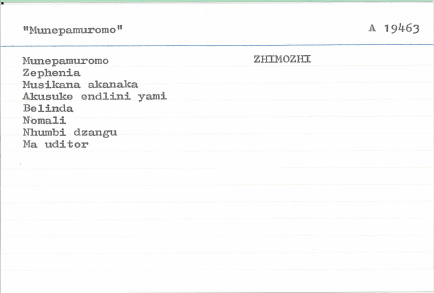 "Munepamuromo" A 19463
Munepamuromo ZHIMOZHI
Zephenia
Musikana akanaka
Akusuke endlini yami
Belinda
Nomali
Nhumbi dzangu
Ma uditor